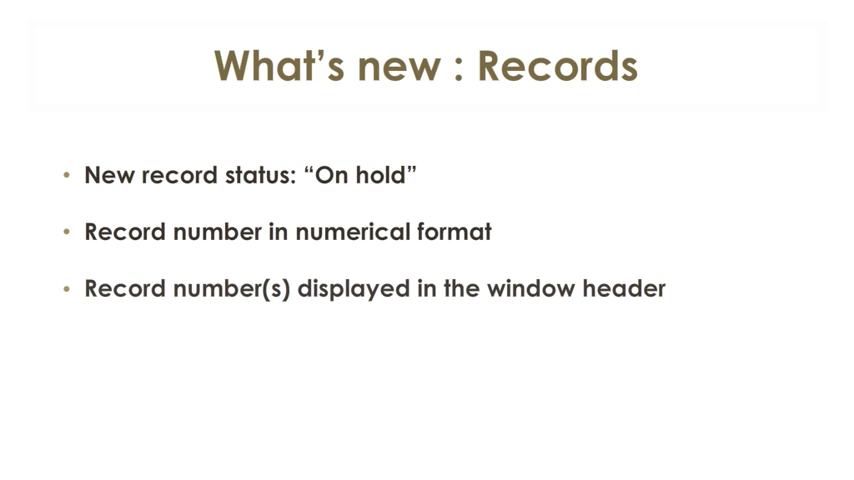 What’s new : Records
• New record status: “On hold”
• Record number in numerical format
• Record number(s) displayed in the window header